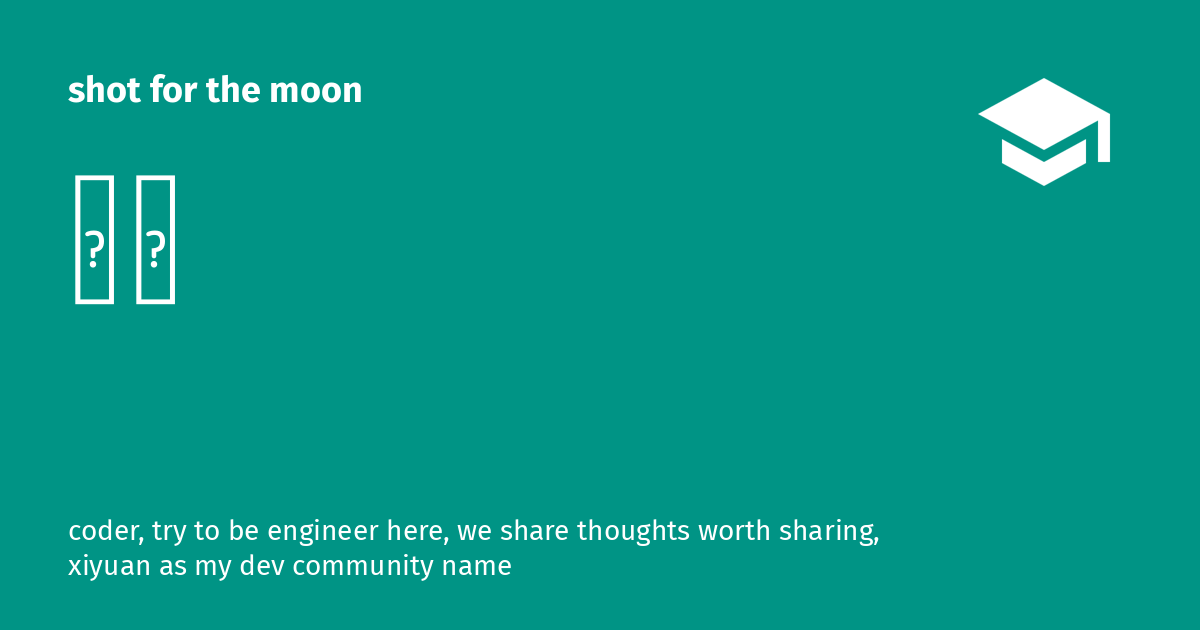 shot for the moon
coder, try to be engineer here, we share thoughts worth sharing,
xiyuan as my dev community name